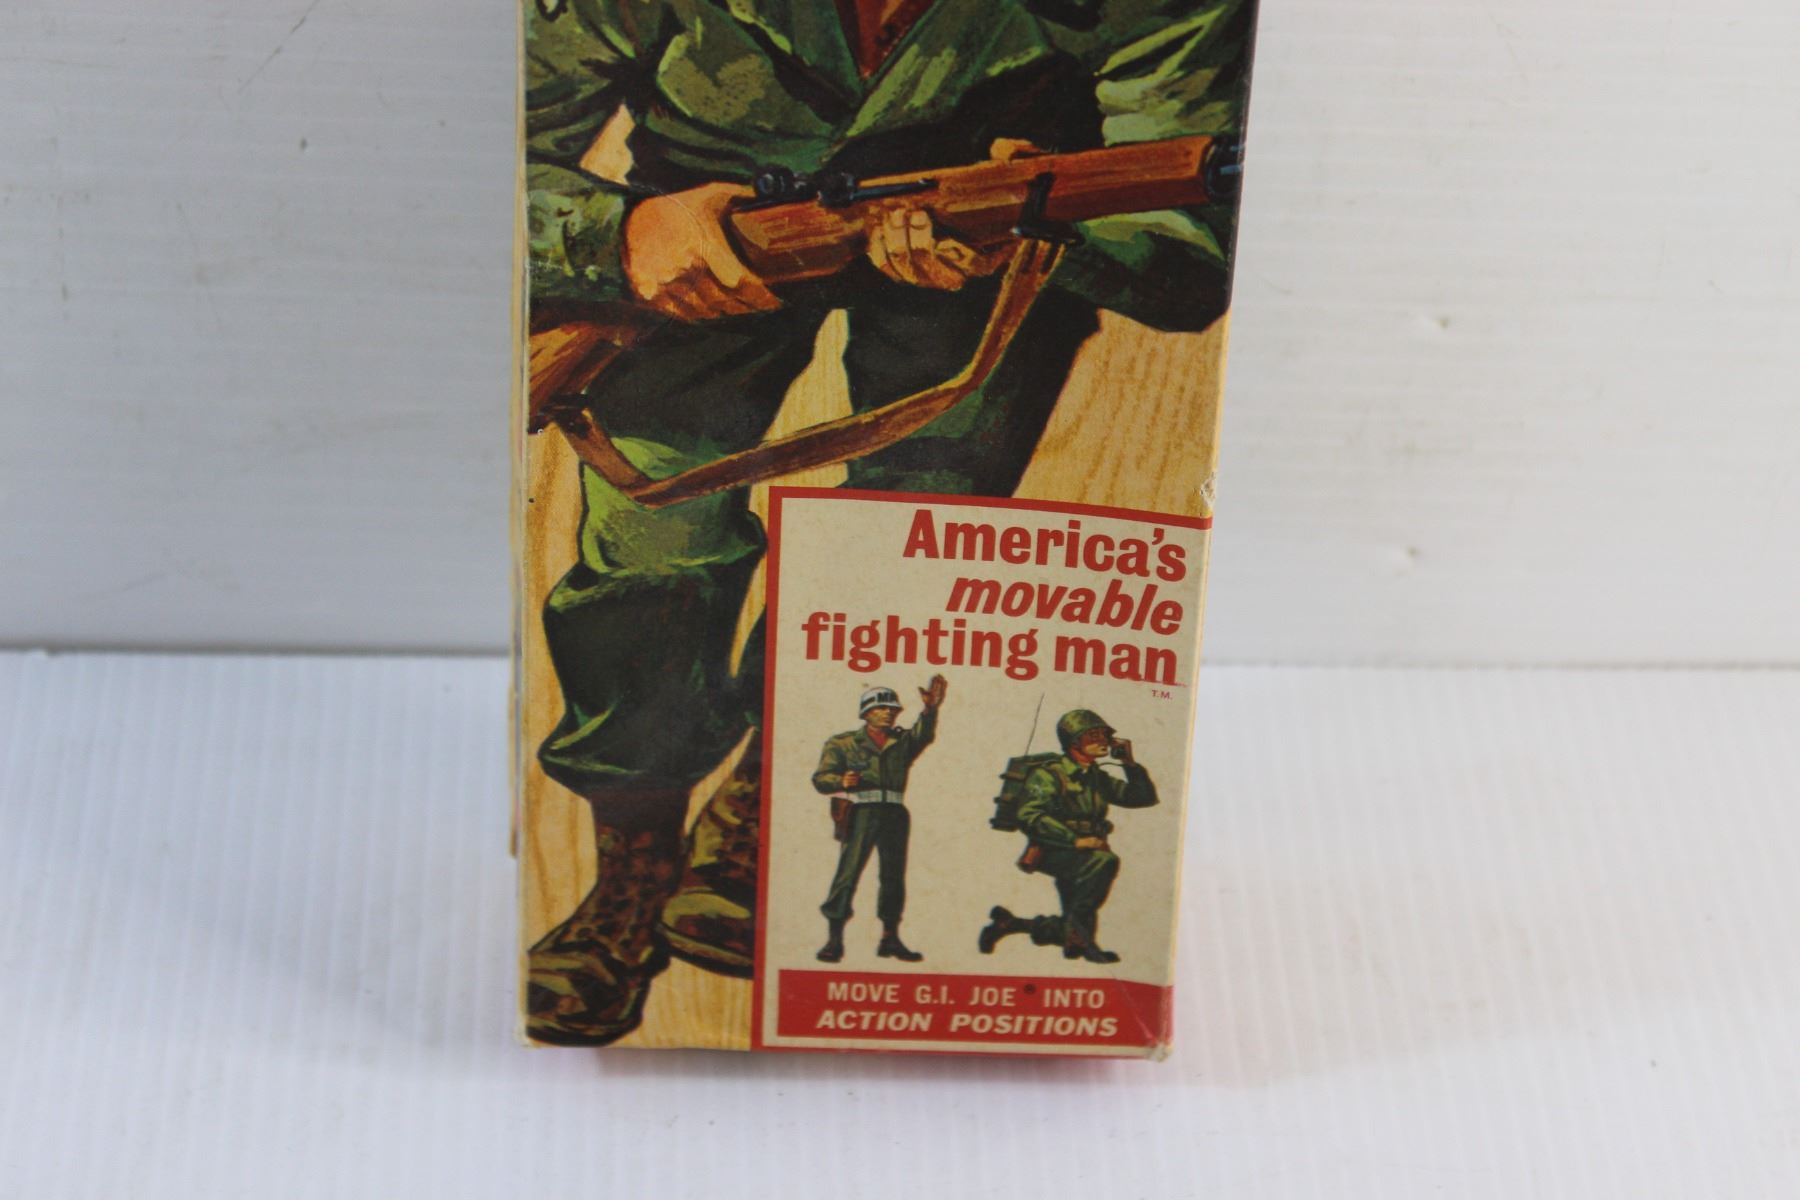 America's
movable
fighting man
T.M.
MP
MOVE G.I. JOE® INTO
ACTION POSITIONS